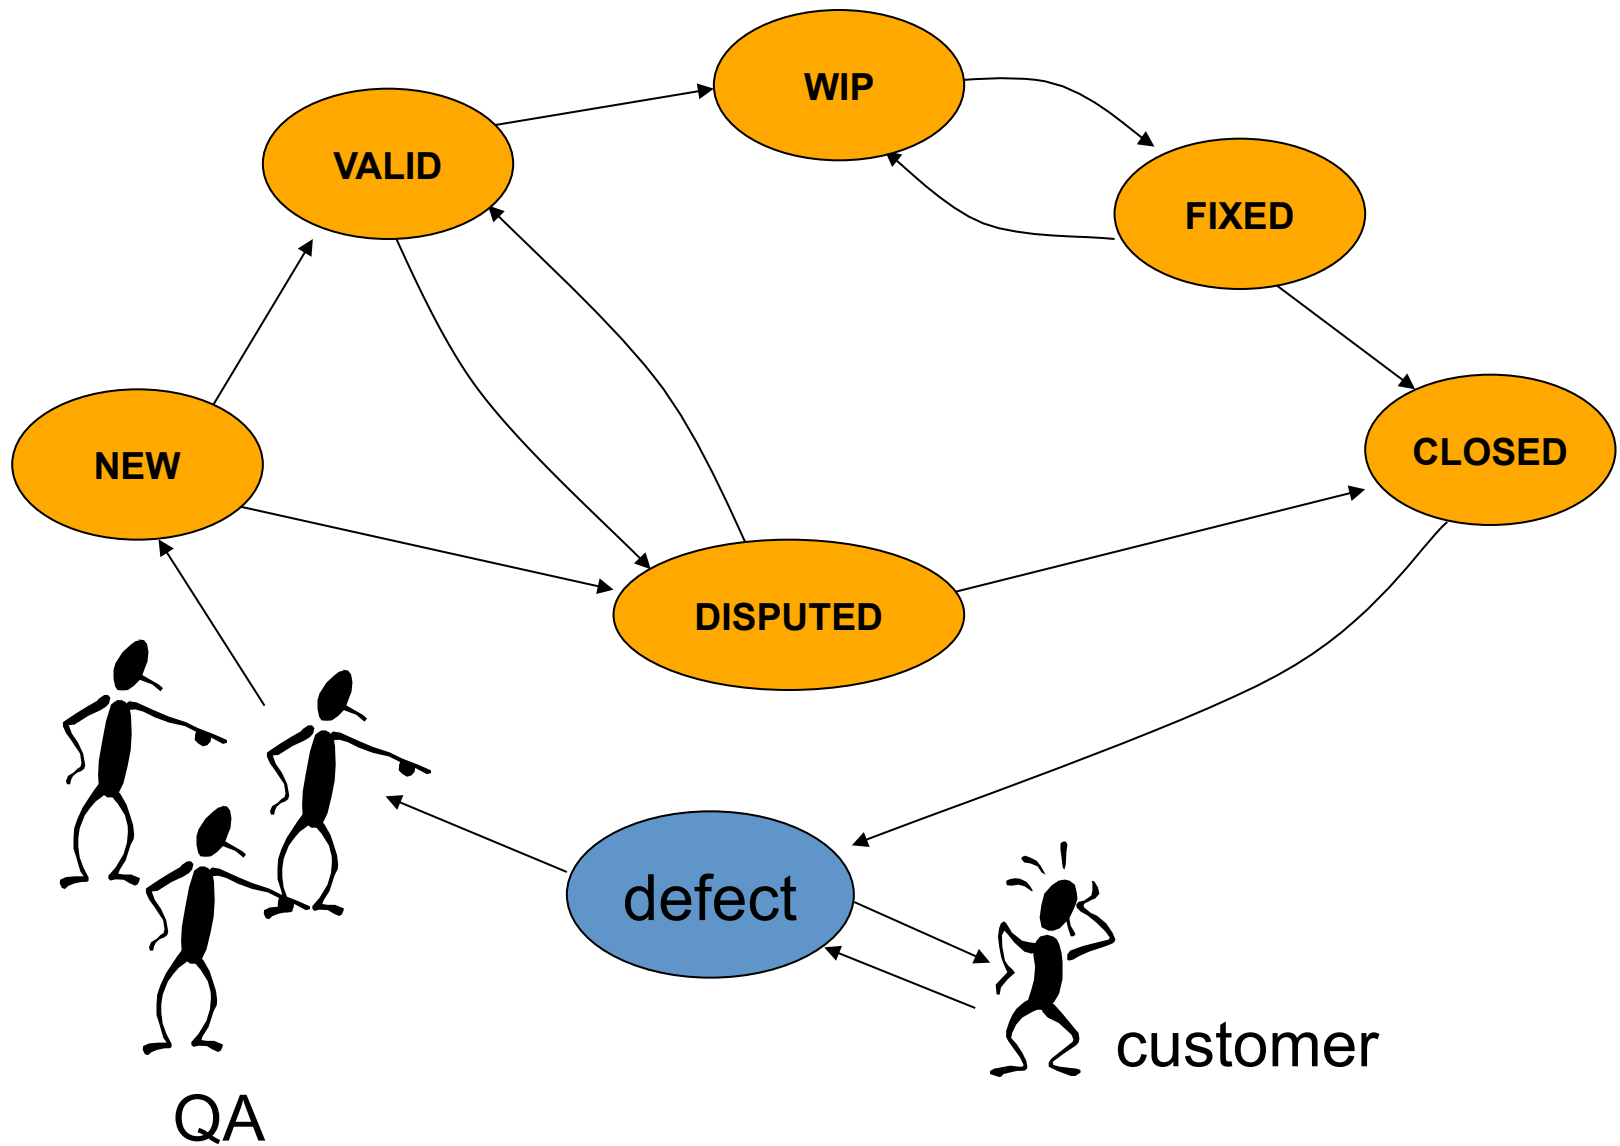 WIP
VALID
FIXED
NEW
CLOSED
DISPUTED
defect
customer
QA